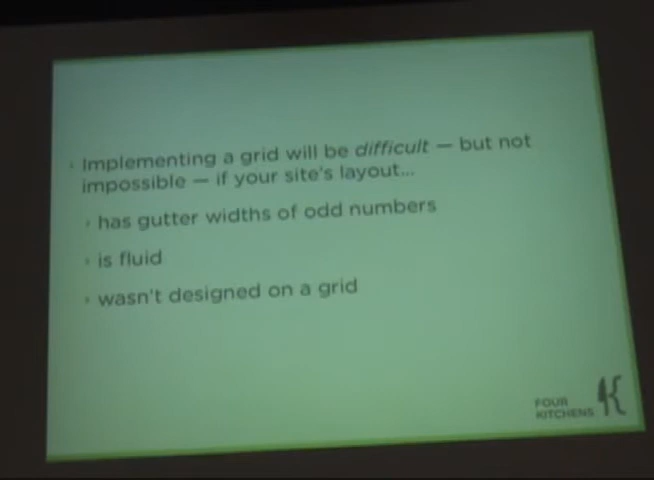 Implementing a grid will be difficult — but not
impossible — if your site's layout...
has gutter widths of odd numbers
is fluid
wasn't designed on a grid
FOUR
KITCHENS